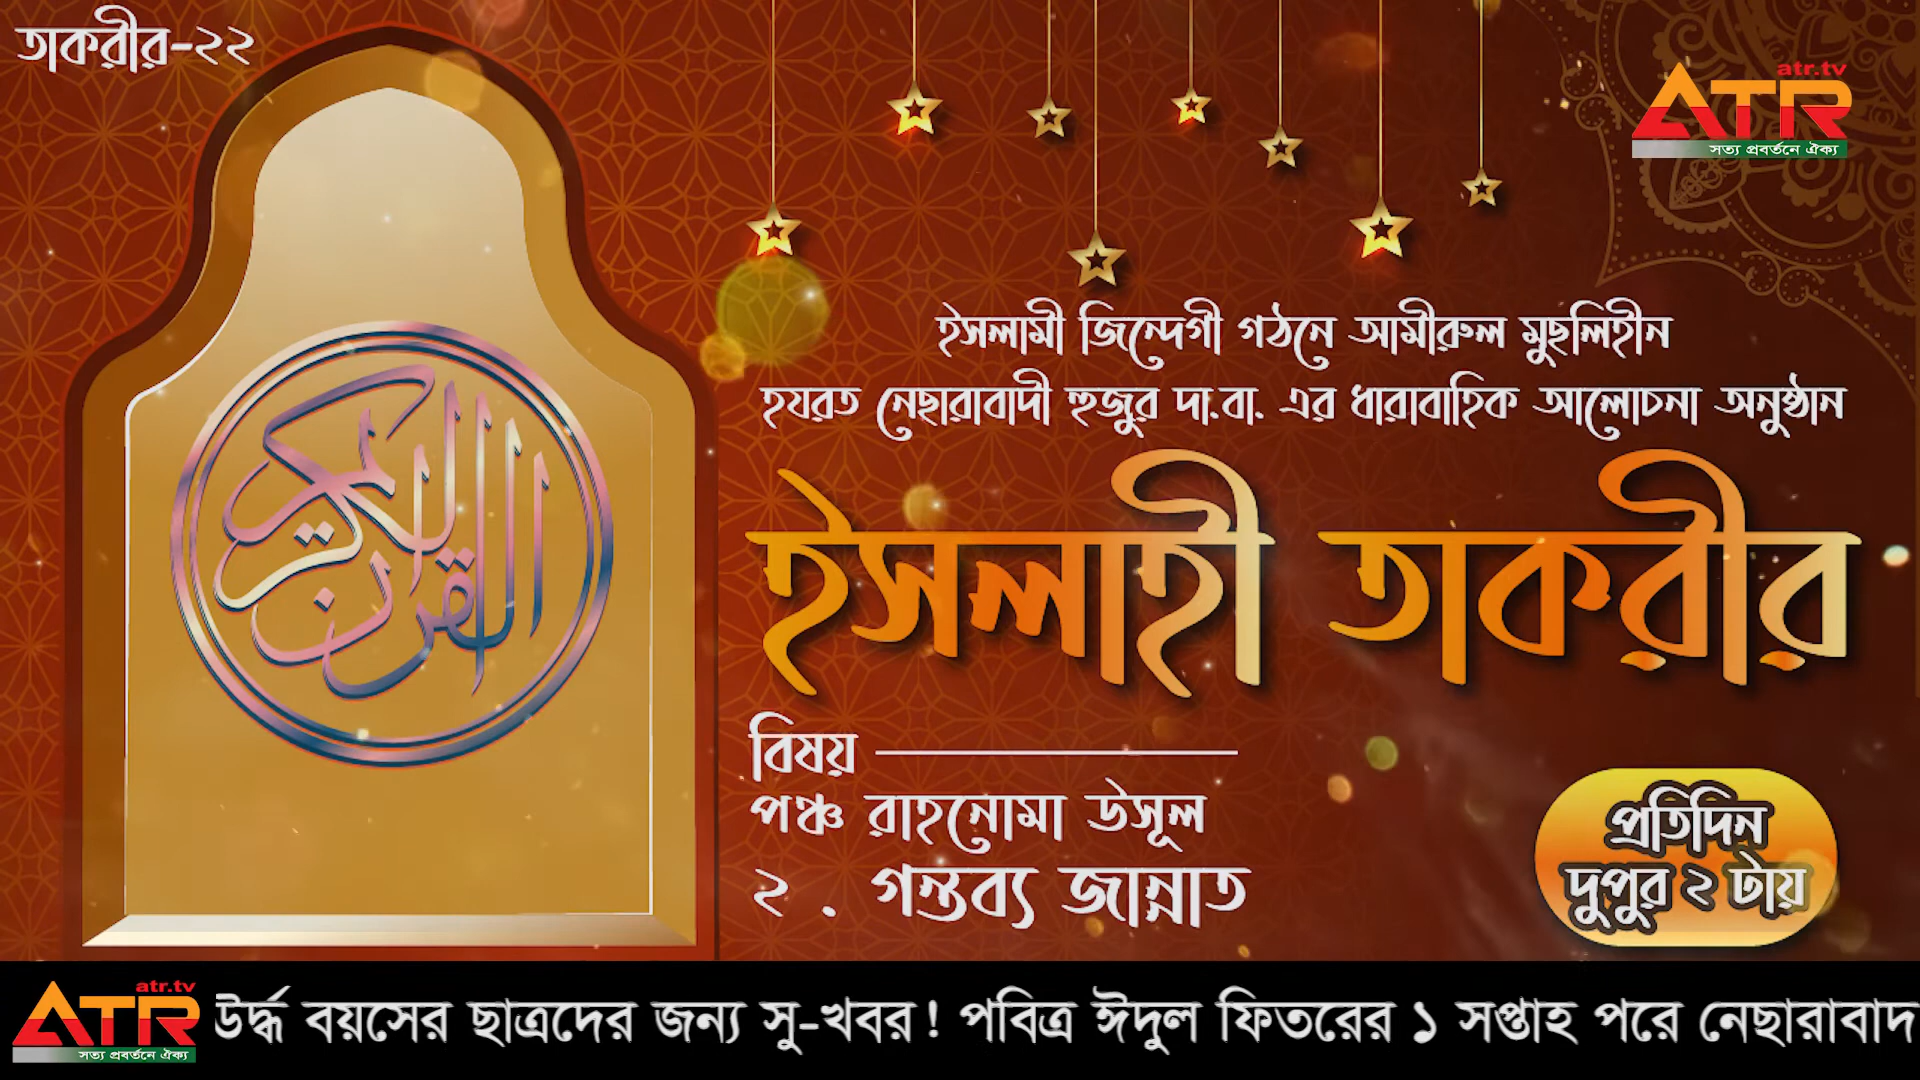 তাকরীর-২২
atr.tv
ATR
সত্য প্রবর্তনে ঐক্য
ইসলামী জিন্দেগী গঠনে আমীরুল মুছলিহীন
হযরত নেছারাবাদী হুজুর দা.বা. এর ধারাবাহিক আলোচনা অনুষ্ঠান
القرآن الكريم
ইসলাহী তাকরীর
বিষয়
পঞ্চ রাহনোমা উসূল
২ . গন্তব্য জান্নাত
প্রতিদিন
দুপুর ২ টায়
atr.tv
ATR
সত্য প্রবর্তনে ঐক্য
উর্দ্ধ বয়সের ছাত্রদের জন্য সু-খবর! পবিত্র ঈদুল ফিতরের ১ সপ্তাহ পরে নেছারাবাদ